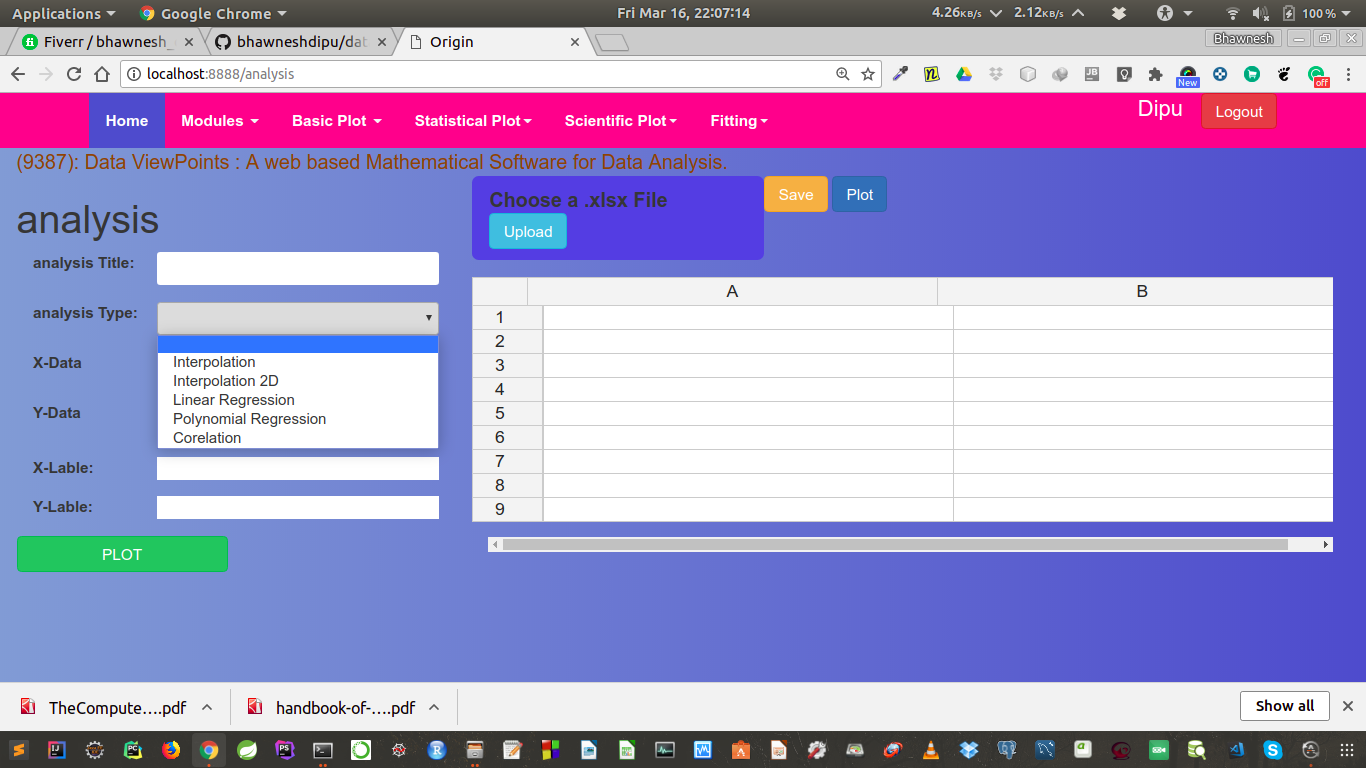 Applications Google Chrome Fri Mar 16, 22:07:14 4.26KB/s 2.12KB/s 100 %
Fiverr / bhawnesh_ bhawneshdipu/dat Origin Bhawnesh
localhost:8888/analysis
New off
Home Modules Basic Plot Statistical Plot Scientific Plot Fitting Dipu Logout
(9387): Data ViewPoints : A web based Mathematical Software for Data Analysis.
Choose a .xlsx File Save Plot
Upload
analysis
analysis Title:
analysis Type:
Interpolation
Interpolation 2D
Linear Regression
Polynomial Regression
Corelation
X-Data
Y-Data
X-Lable:
Y-Lable:
PLOT
A B
1
2
3
4
5
6
7
8
9
TheCompute....pdf handbook-of-....pdf Show all